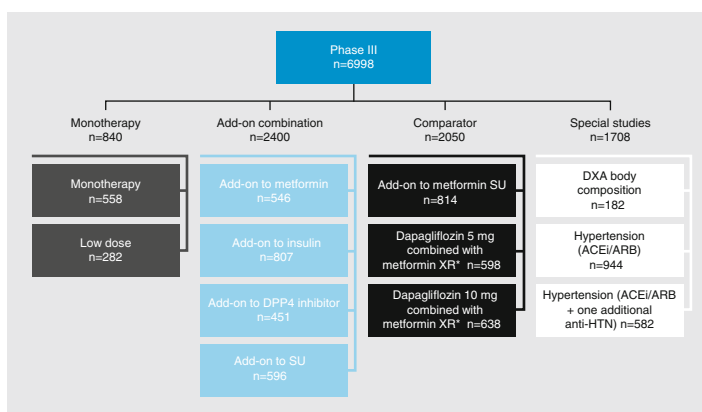 Phase III
n=6998
Monotherapy
n=840
Add-on combination
n=2400
Comparator
n=2050
Special studies
n=1708
Monotherapy
n=558
Low dose
n=282
Add-on to metformin
n=546
Add-on to insulin
n=807
Add-on to DPP4 inhibitor
n=451
Add-on to SU
n=596
Add-on to metformin SU
n=814
Dapagliflozin 5 mg
combined with
metformin XR* n=598
Dapagliflozin 10 mg
combined with
metformin XR* n=638
DXA body
composition
n=182
Hypertension
(ACEi/ARB)
n=944
Hypertension (ACEi/ARB
+ one additional
anti-HTN) n=582